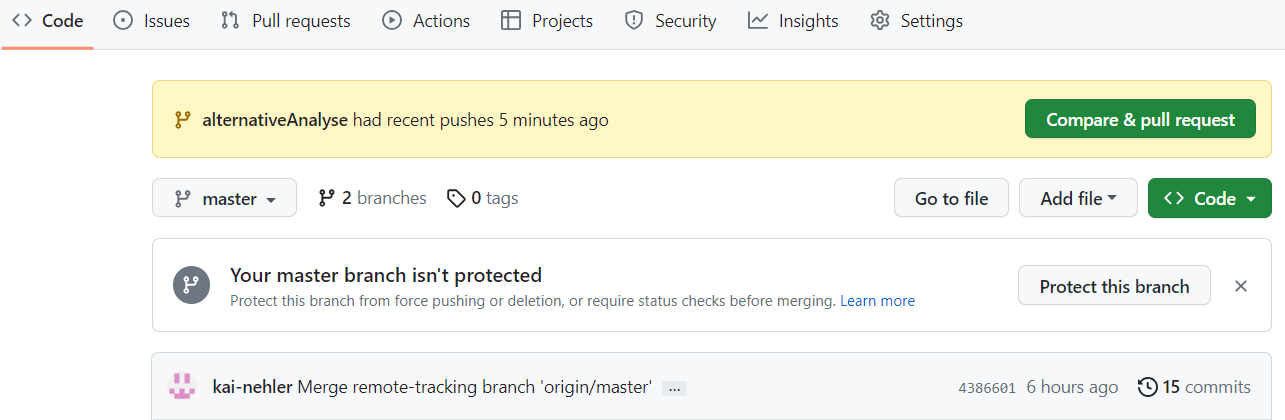 Code Issues Pull requests Actions Projects Security Insights Settings
alternativeAnalyse had recent pushes 5 minutes ago Compare & pull request
master 2 branches 0 tags Go to file Add file Code
Your master branch isn't protected
Protect this branch from force pushing or deletion, or require status checks before merging. Learn more Protect this branch
kai-nehler Merge remote-tracking branch 'origin/master' ... 4386601 6 hours ago 15 commits